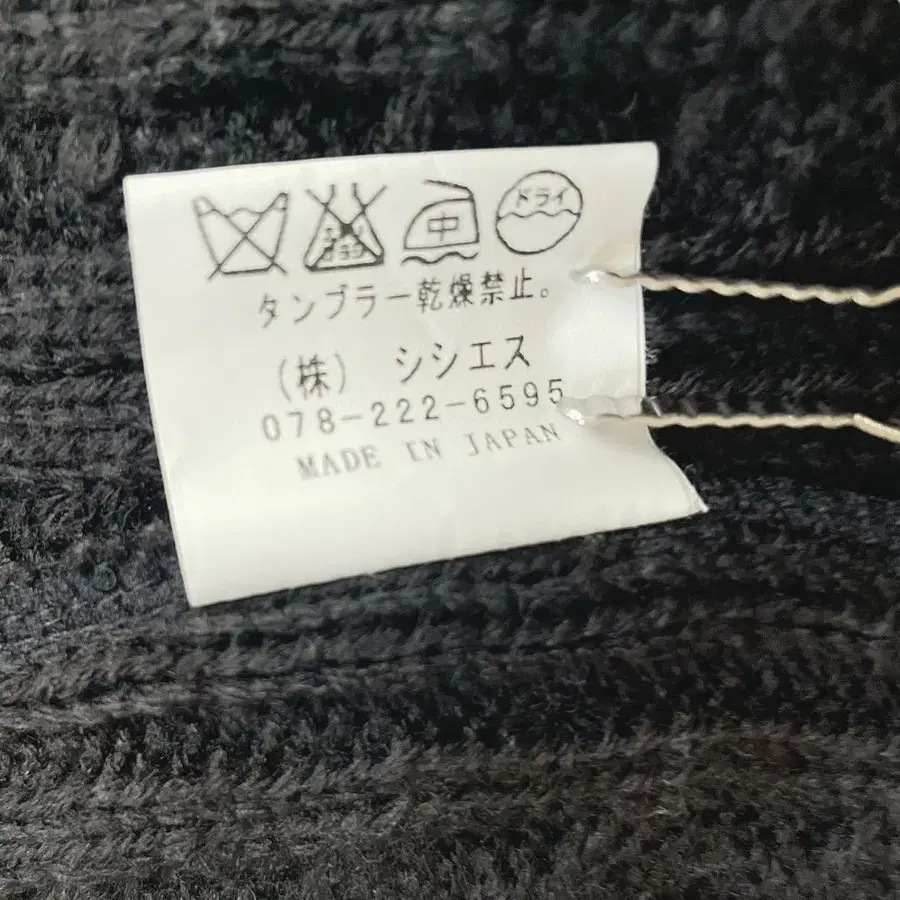 中 ドライ
タンブラー乾燥禁止。
(株) シシエス
078-222-6595
MADE IN JAPAN